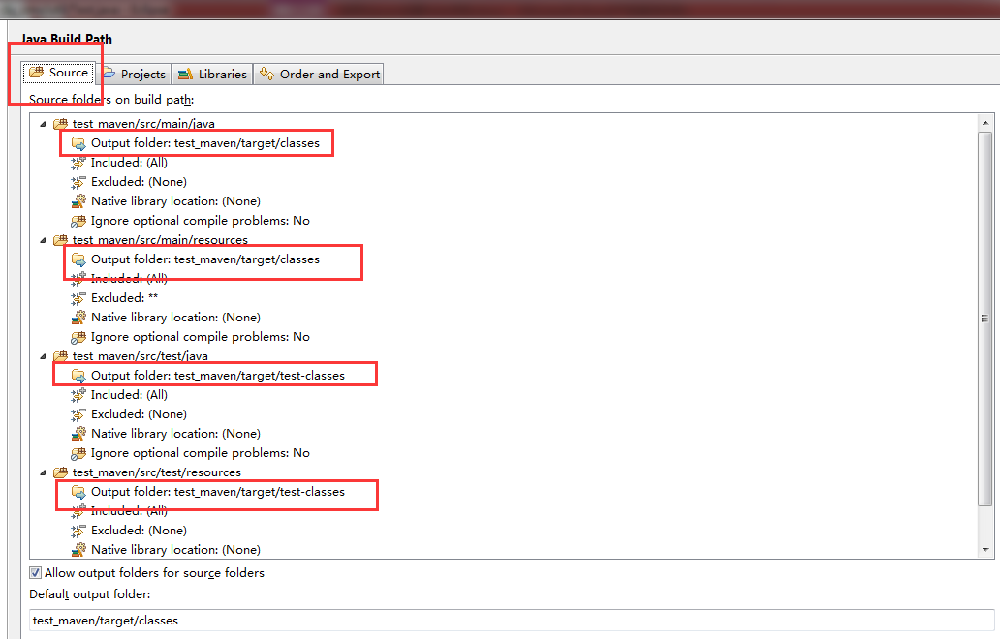 Java Build Path
Source Projects Libraries Order and Export
Source folders on build path:
test_maven/src/main/java
Output folder: test_maven/target/classes
Included: (All)
Excluded: (None)
Native library location: (None)
Ignore optional compile problems: No
test_maven/src/main/resources
Output folder: test_maven/target/classes
Included: (All)
Excluded: **
Native library location: (None)
Ignore optional compile problems: No
test_maven/src/test/java
Output folder: test_maven/target/test-classes
Included: (All)
Excluded: (None)
Native library location: (None)
Ignore optional compile problems: No
test_maven/src/test/resources
Output folder: test_maven/target/test-classes
Included: (All)
Excluded: (None)
Native library location: (None)
Allow output folders for source folders
Default output folder:
test_maven/target/classes